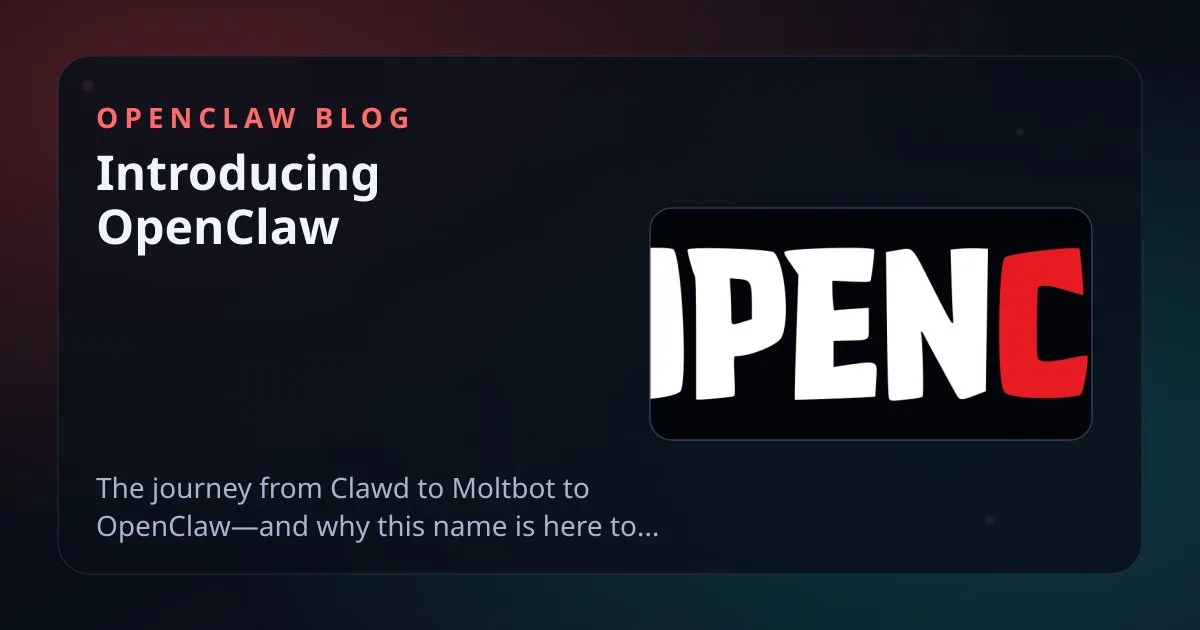 OPENCLAW BLOG
Introducing
OpenClaw
OPENC
The journey from Clawd to Moltbot to
OpenClaw—and why this name is here to...